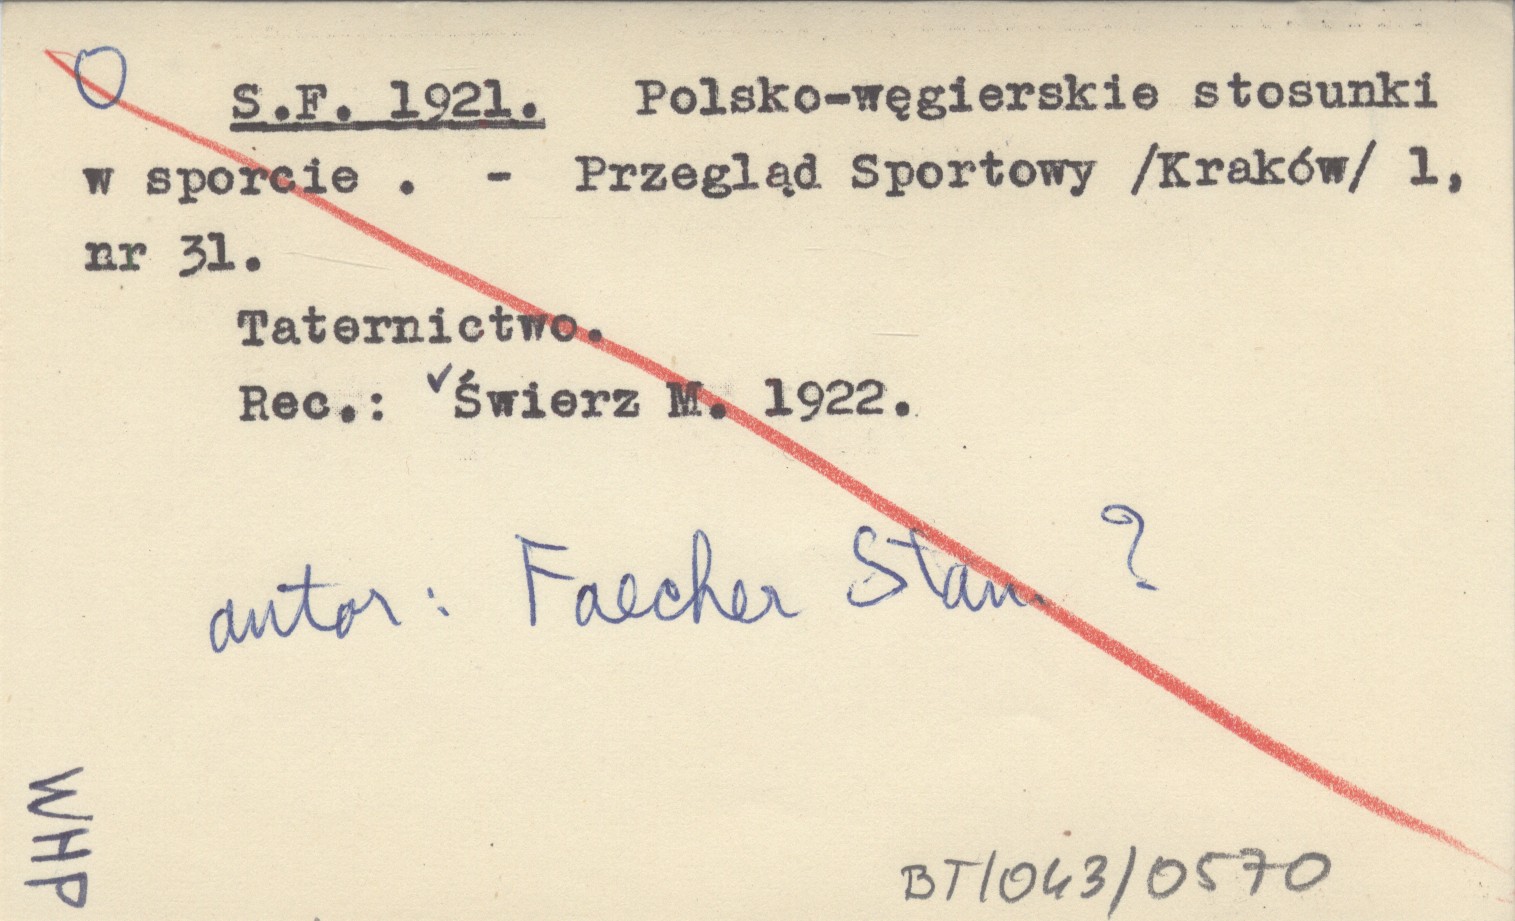 S.F. 1921. Polsko-węgierskie stosunki
w sporcie . - Przegląd Sportowy /Kraków/ 1,
nr 31.
Taternictwo.
Rec.: ✓Świerz M. 1922.
autor: Faecher Stan. ?
WHP
BT/043/0570